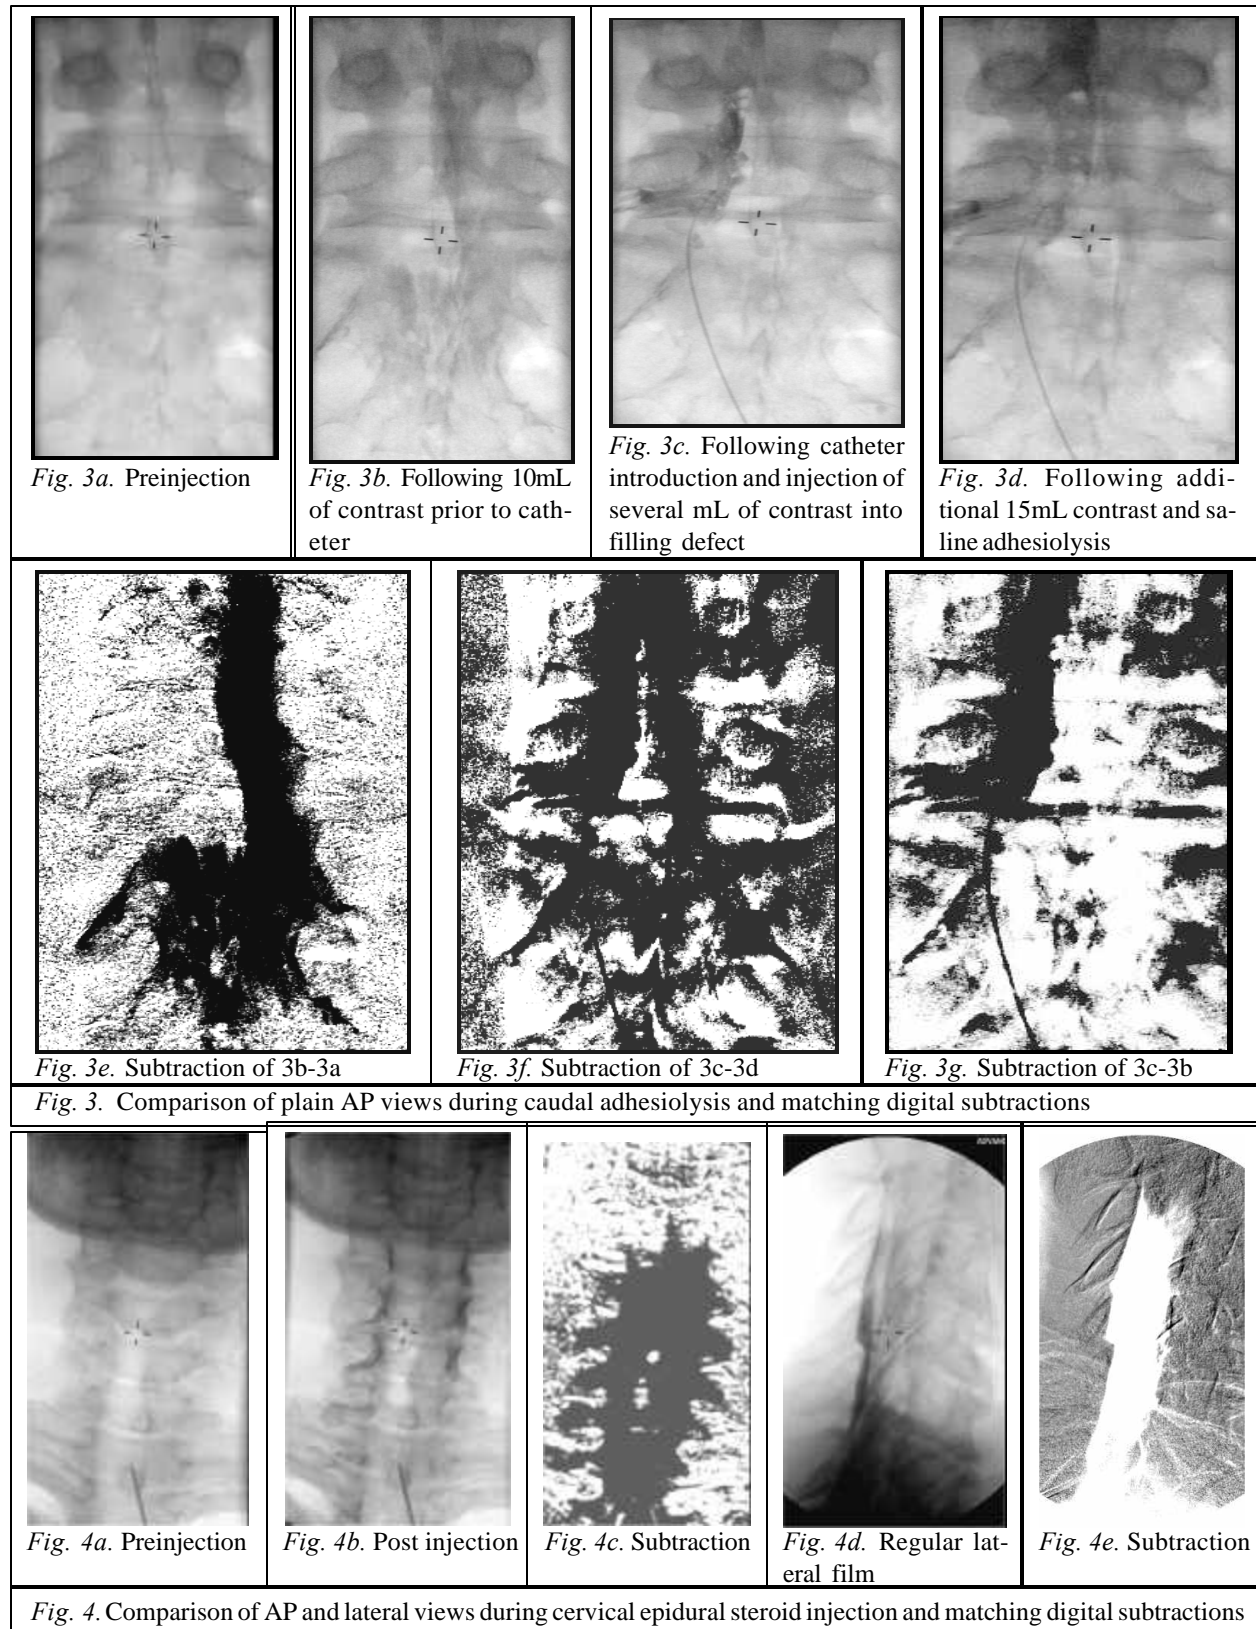 Fig. 3a. Preinjection
Fig. 3b. Following 10mL
of contrast prior to cath-
eter
Fig. 3c. Following catheter
introduction and injection of
several mL of contrast into
filling defect
Fig. 3d. Following addi-
tional 15mL contrast and sa-
line adhesiolysis
Fig. 3e. Subtraction of 3b-3a
Fig. 3f. Subtraction of 3c-3d
Fig. 3g. Subtraction of 3c-3b
Fig. 3. Comparison of plain AP views during caudal adhesiolysis and matching digital subtractions
Fig. 4a. Preinjection
Fig. 4b. Post injection
Fig. 4c. Subtraction
Fig. 4d. Regular lat-
eral film
Fig. 4e. Subtraction
Fig. 4. Comparison of AP and lateral views during cervical epidural steroid injection and matching digital subtractions